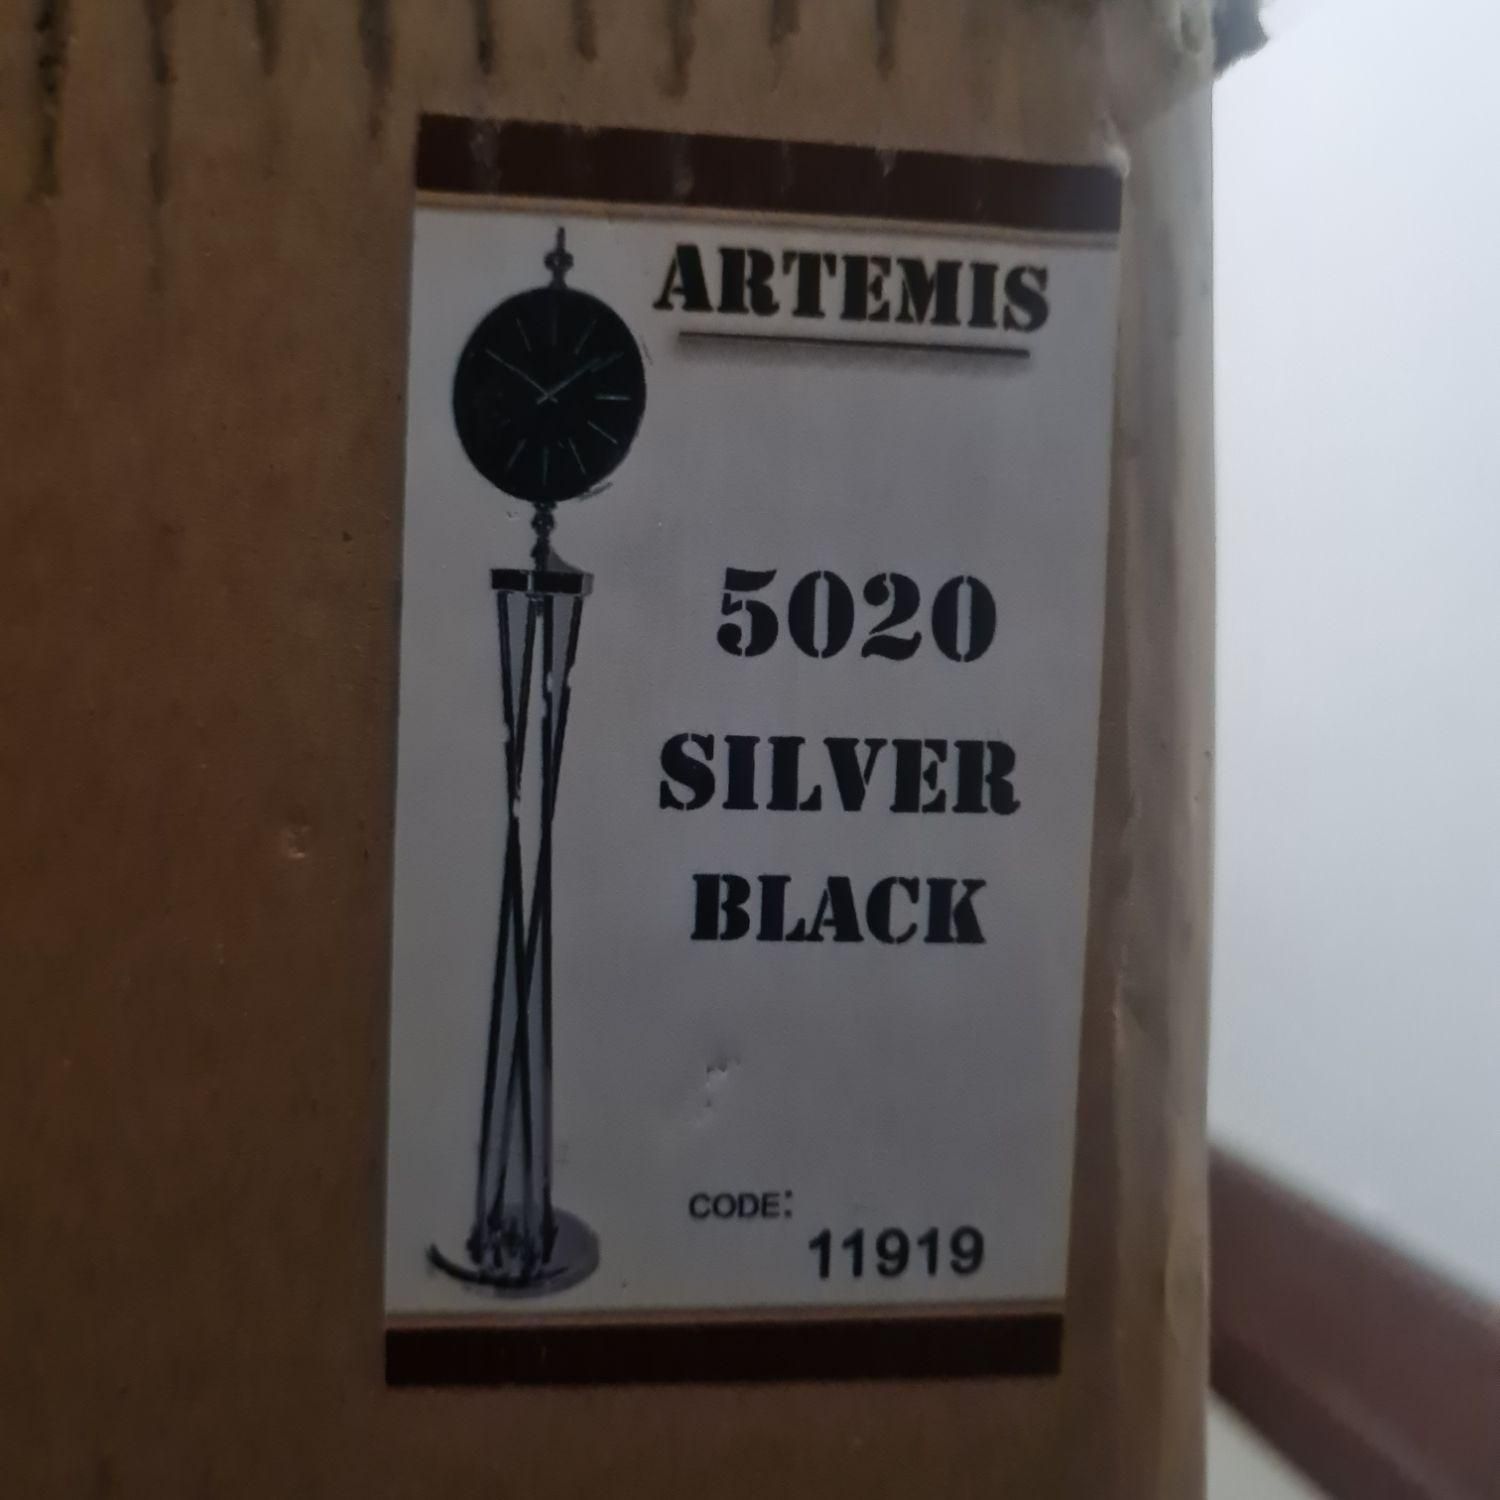 ARTEMIS
5020
SILVER
BLACK
CODE:
11919